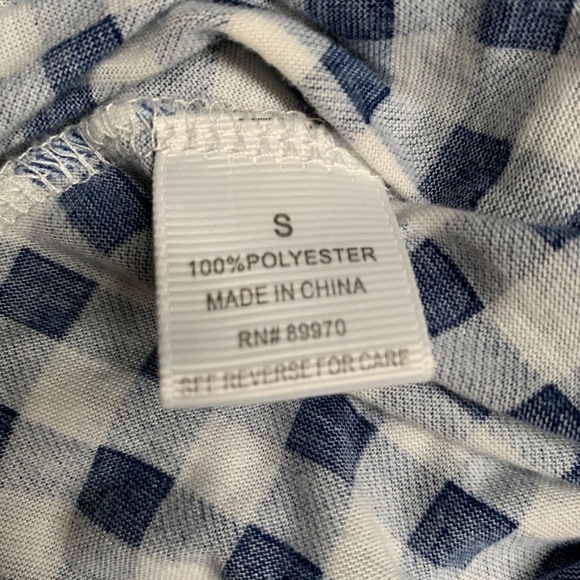 S
100%POLYESTER
MADE IN CHINA
RN# 89970
SEE REVERSE FOR CARE